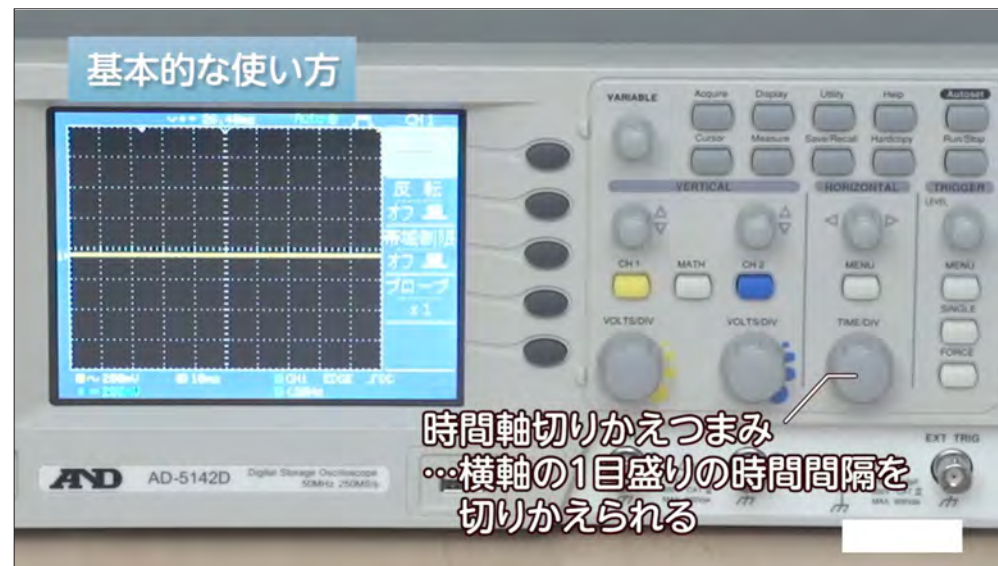 基本的な使い方
Auto
CH1
反転
オフ
帯域制限
オフ
プローブ
x1
CH1 EDGE
VARIABLE
Acquire Display Utility Help Autoset
Cursor Measure Save/Recall Hardcopy Run/Stop
VERTICAL HORIZONTAL TRIGGER
LEVEL
CH 1 MATH CH 2 MENU MENU
SINGLE
VOLTS/DIV VOLTS/DIV TIME/DIV
FORCE
時間軸切りかえつまみ
…横軸の1目盛りの時間間隔を
切りかえられる
EXT TRIG
AND AD-5142D Digital Storage Oscilloscope
50MHz 250MS/s